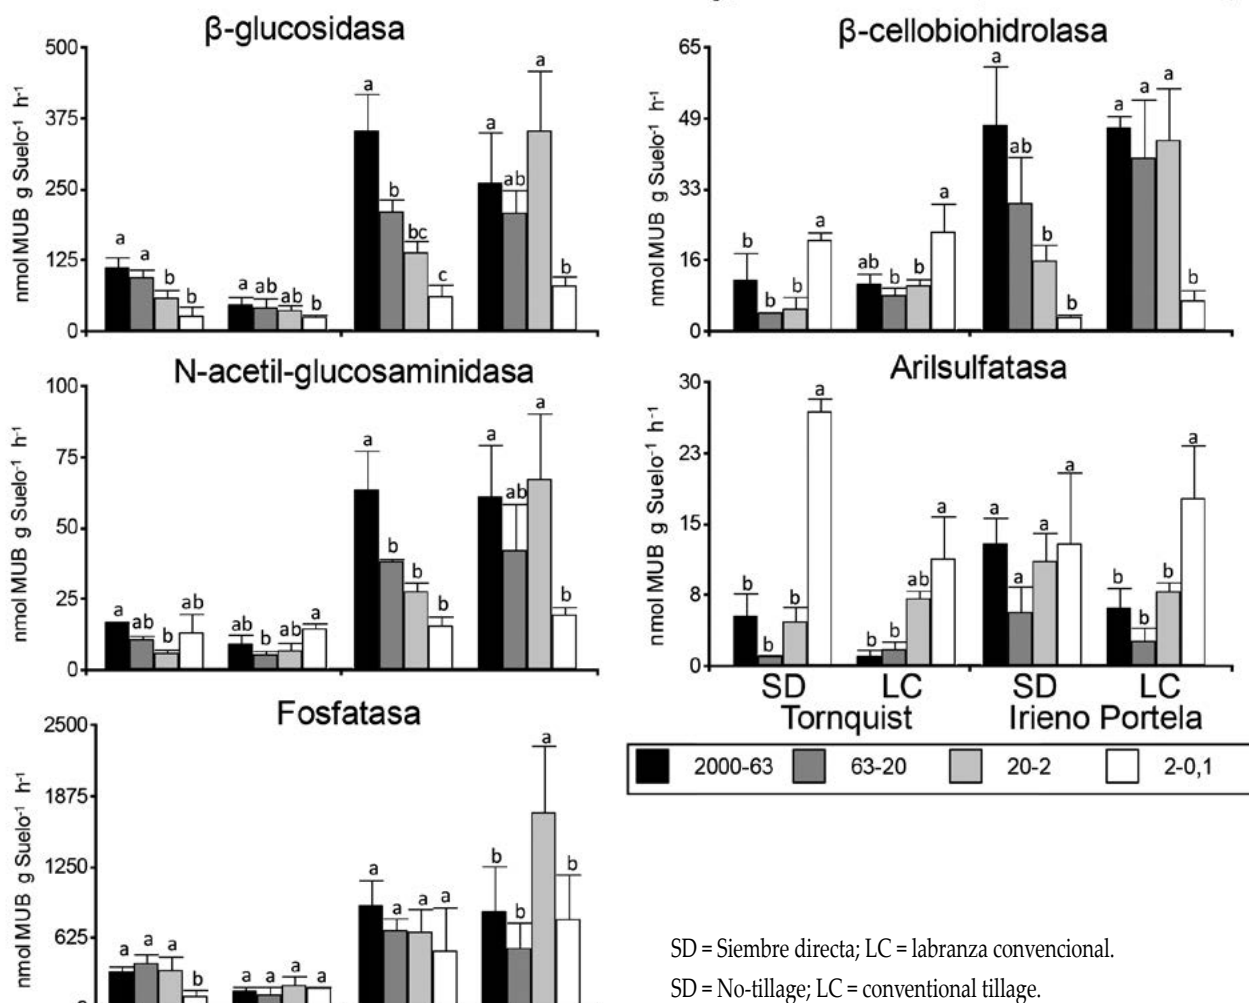 β-glucosidasa
500
375
250
125
0
nmol MUB g Suelo⁻¹ h⁻¹
a a b b
a ab ab b
a b bc c
a ab a b
β-cellobiohidrolasa
65
49
33
16
0
nmol MUB g Suelo⁻¹ h⁻¹
b b b a
ab b b a
a ab b b
a a a b
N-acetil-glucosaminidasa
100
75
50
25
0
nmol MUB g Suelo⁻¹ h⁻¹
a ab b ab
b b ab a
a b b b
a ab a b
Arilsulfatasa
30
23
15
8
0
nmol MUB g Suelo⁻¹ h⁻¹
b b b a
b b ab a
a a a a
b b b a
SD LC SD LC
Tornquist Irieno Portela
2000-63 63-20 20-2 2-0,1
Fosfatasa
2500
1875
1250
625
nmol MUB g Suelo⁻¹ h⁻¹
a a a b
a a a a
a a a a
b b a b
SD = Siembre directa; LC = labranza convencional.
SD = No-tillage; LC = conventional tillage.